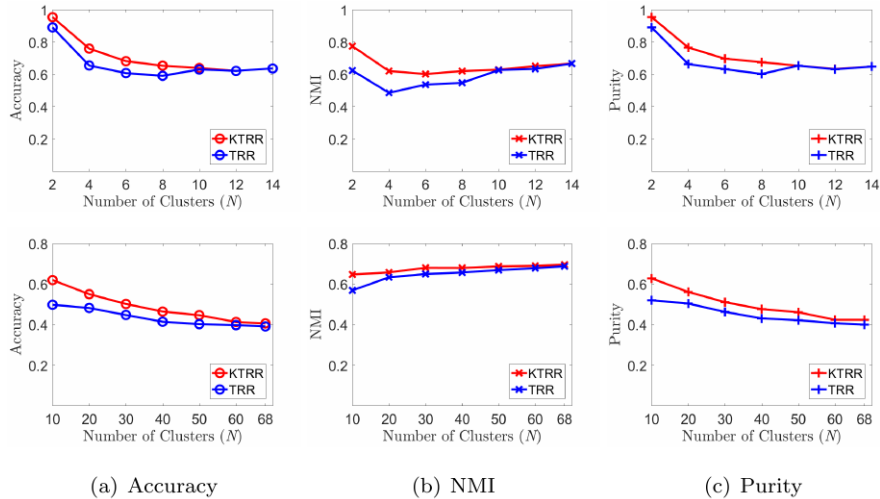 1
0.8
0.6
0.4
0.2
Accuracy
KTRR
TRR
2 4 6 8 10 12 14
Number of Clusters (N)
1
0.8
0.6
0.4
0.2
NMI
KTRR
TRR
2 4 6 8 10 12 14
Number of Clusters (N)
1
0.8
0.6
0.4
0.2
Purity
KTRR
TRR
2 4 6 8 10 12 14
Number of Clusters (N)
0.8
0.6
0.4
0.2
Accuracy
KTRR
TRR
10 20 30 40 50 60 68
Number of Clusters (N)
0.8
0.6
0.4
0.2
NMI
KTRR
TRR
10 20 30 40 50 60 68
Number of Clusters (N)
0.8
0.6
0.4
0.2
Purity
KTRR
TRR
10 20 30 40 50 60 68
Number of Clusters (N)
(a) Accuracy
(b) NMI
(c) Purity